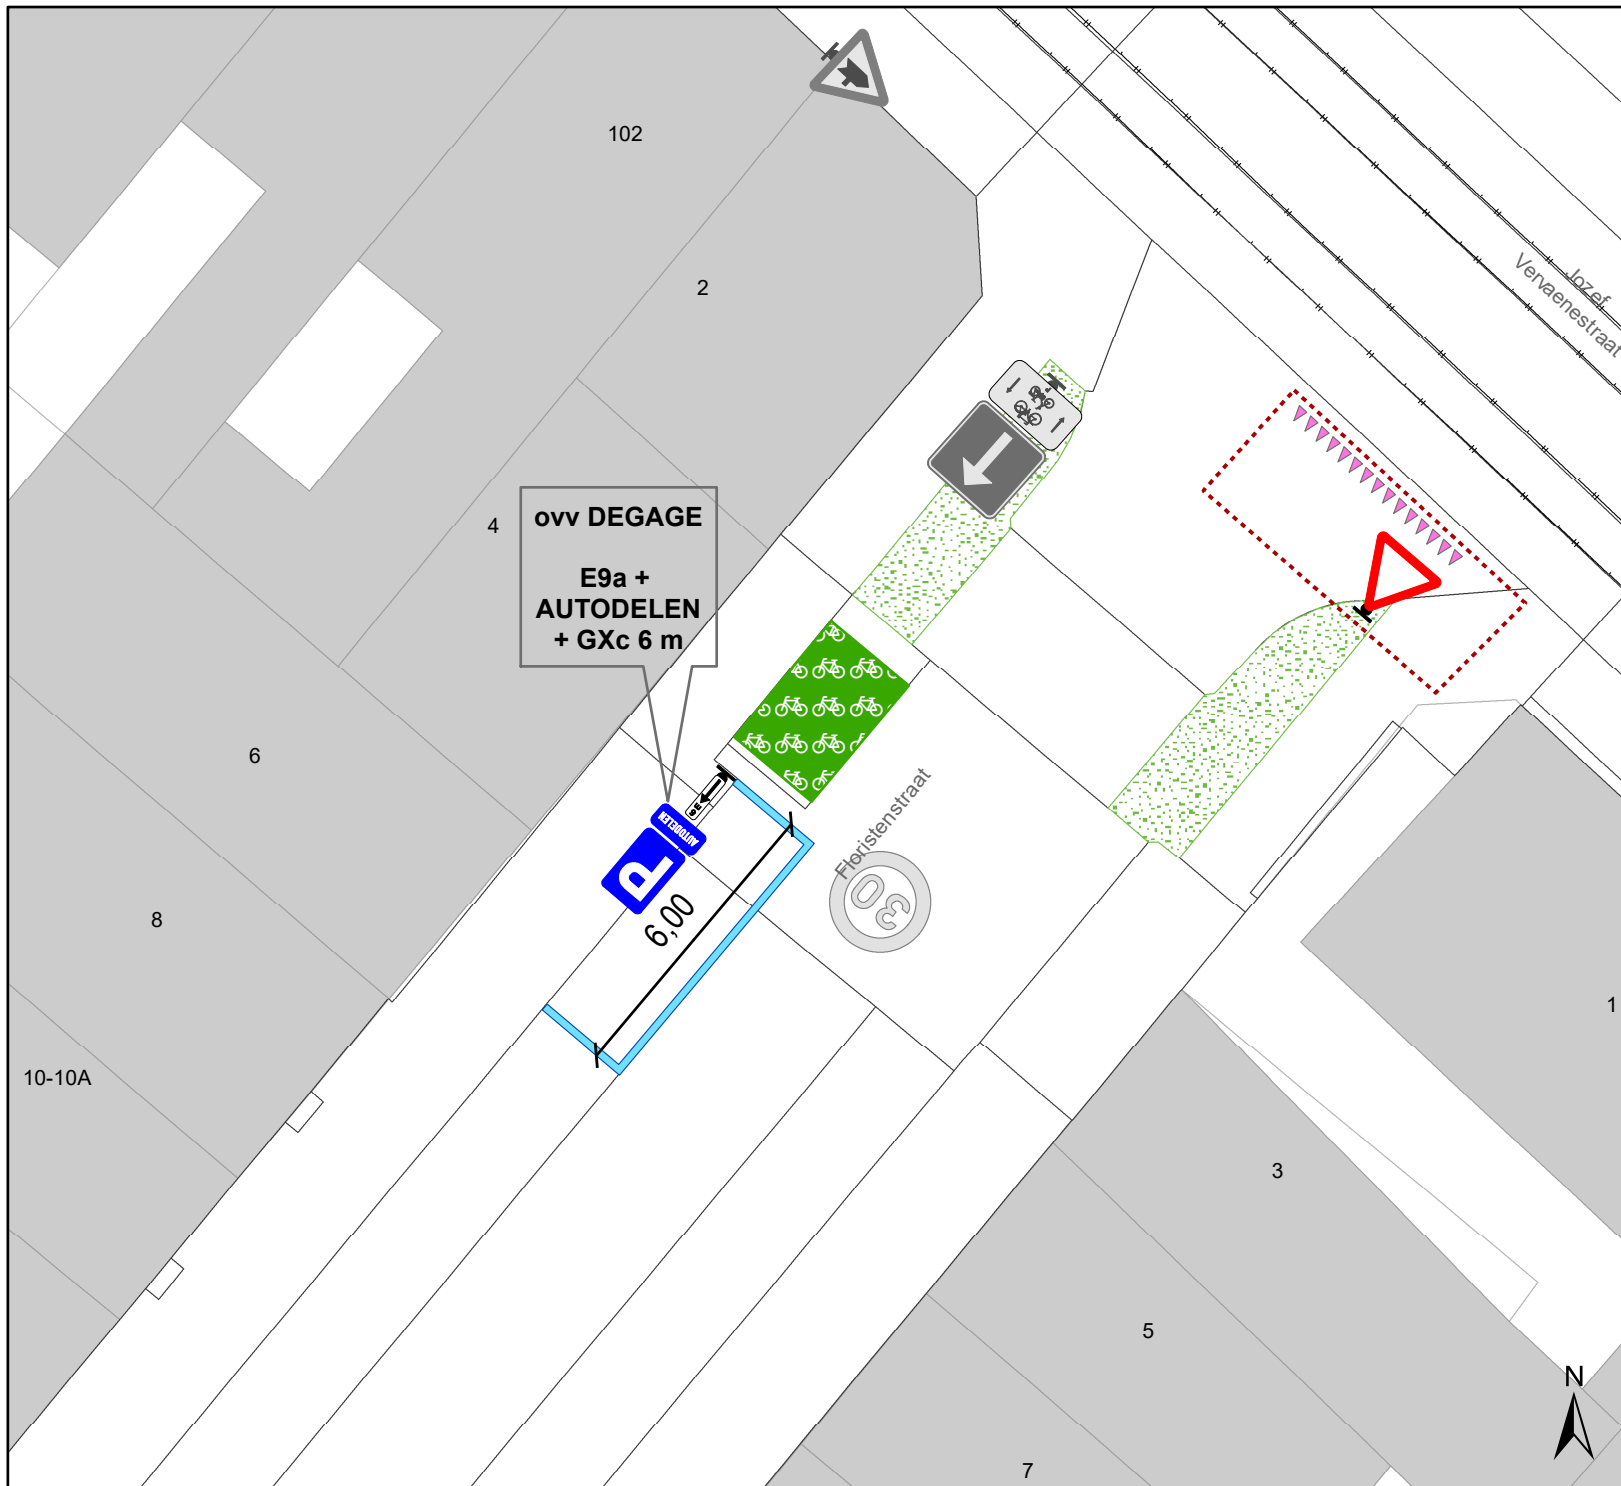 102
2
Jozef
Vervaenestraat
4
ovv DEGAGE
E9a +
AUTODELEN
+ GXc 6 m
6
8
10-10A
6 m
AUTODELEN
P
6,00
Floristenstraat
30
1
3
5
7
N